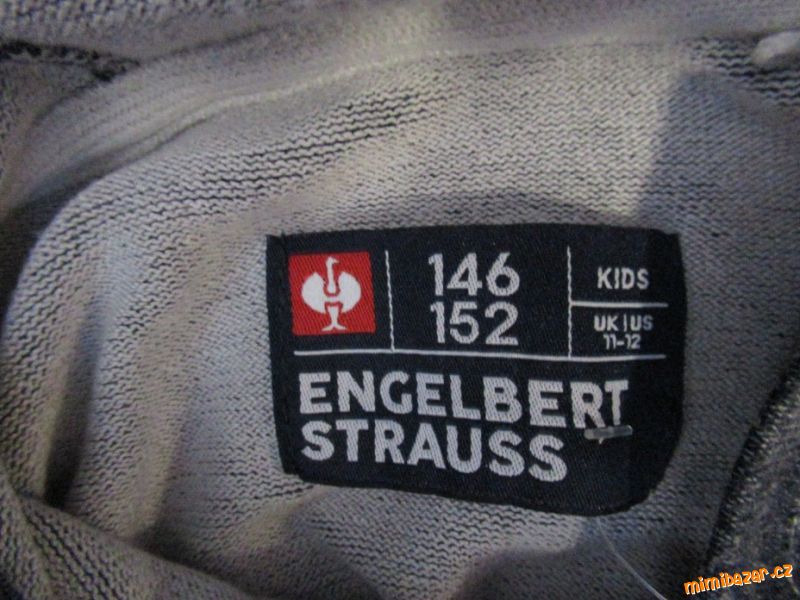 146
152
KIDS
UK|US
11-12
ENGELBERT
STRAUSS
mimibazar.cz